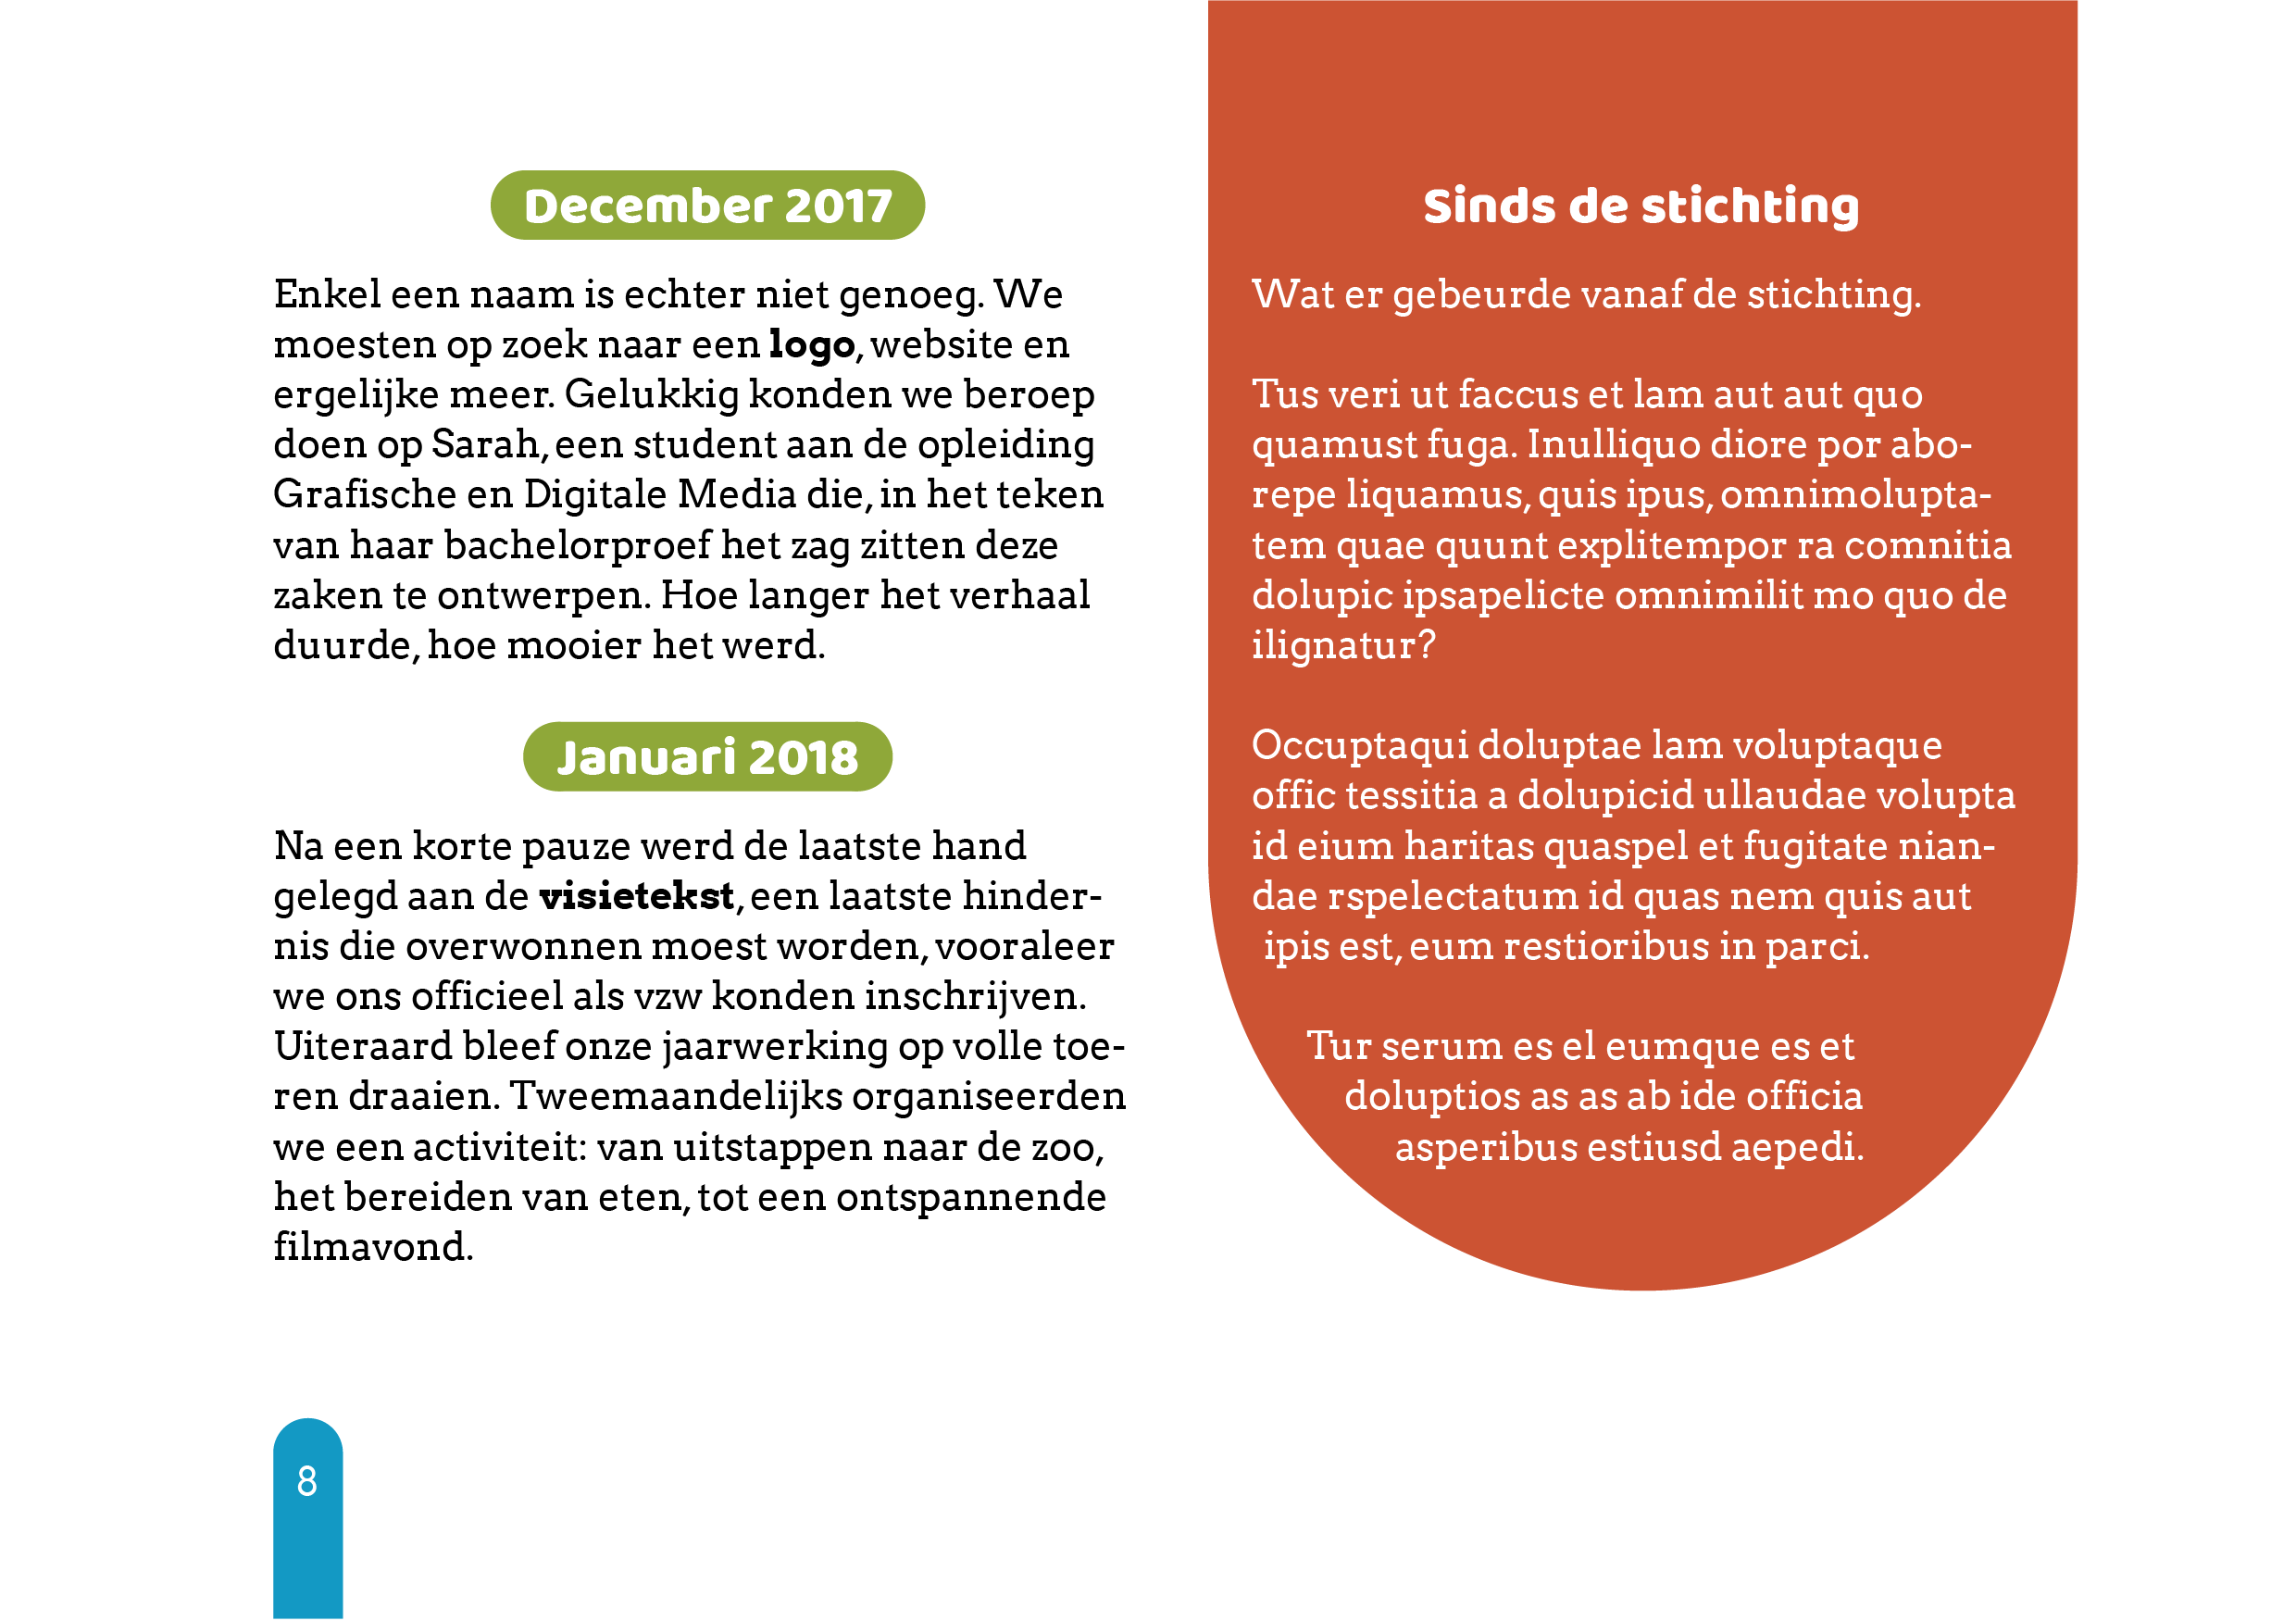 December 2017
Enkel een naam is echter niet genoeg. We
moesten op zoek naar een logo, website en
ergelijke meer. Gelukkig konden we beroep
doen op Sarah, een student aan de opleiding
Grafische en Digitale Media die, in het teken
van haar bachelorproef het zag zitten deze
zaken te ontwerpen. Hoe langer het verhaal
duurde, hoe mooier het werd.
Januari 2018
Na een korte pauze werd de laatste hand
gelegd aan de visietekst, een laatste hinder-
nis die overwonnen moest worden, vooraleer
we ons officieel als vzw konden inschrijven.
Uiteraard bleef onze jaarwerking op volle toe-
ren draaien. Tweemaandelijks organiseerden
we een activiteit: van uitstappen naar de zoo,
het bereiden van eten, tot een ontspannende
filmavond.
8
Sinds de stichting
Wat er gebeurde vanaf de stichting.
Tus veri ut faccus et lam aut aut quo
quamust fuga. Inulliquo diore por abo-
repe liquamus, quis ipus, omnimolupta-
tem quae quunt explitempor ra comnitia
dolupic ipsapelicte omnimilit mo quo de
ilignatur?
Occuptaqui doluptae lam voluptaque
offic tessitia a dolupicid ullaudae volupta
id eium haritas quaspel et fugitate nian-
dae rspelectatum id quas nem quis aut
ipis est, eum restioribus in parci.
Tur serum es el eumque es et
doluptios as as ab ide officia
asperibus estiusd aepedi.